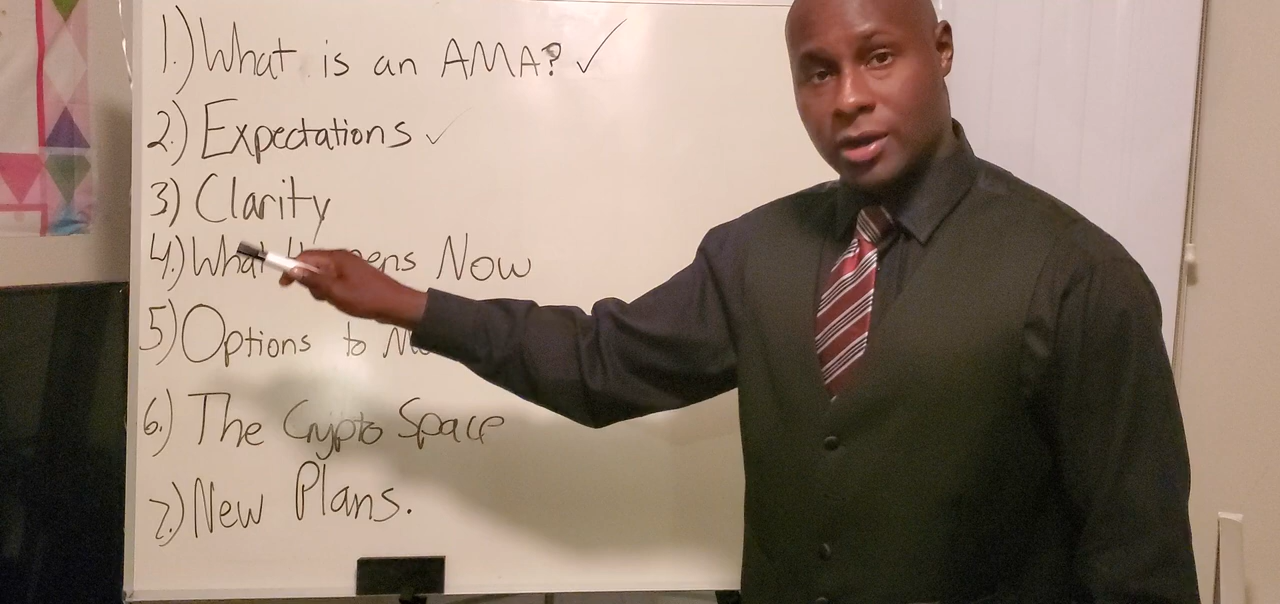 1.) What is an AMA? ✓
2.) Expectations ✓
3) Clarity
4.) What Now
5) Options to
6.) The Crypto Space
7.) New Plans.